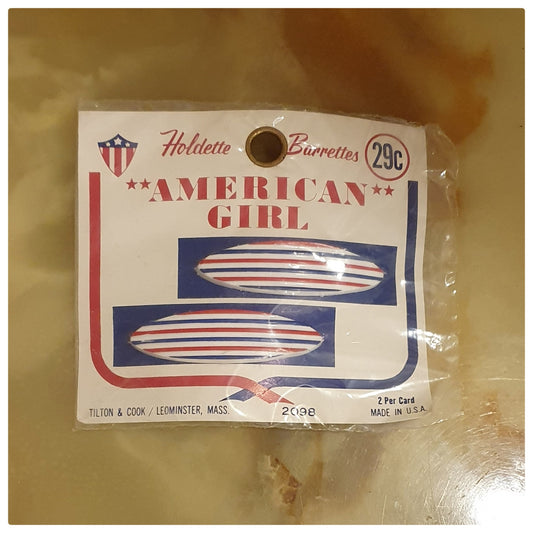 Holdette Barrettes 29c
**AMERICAN**
GIRL
2 Per Card
TILTON & COOK / LEOMINSTER, MASS. 2098 MADE IN U.S.A.